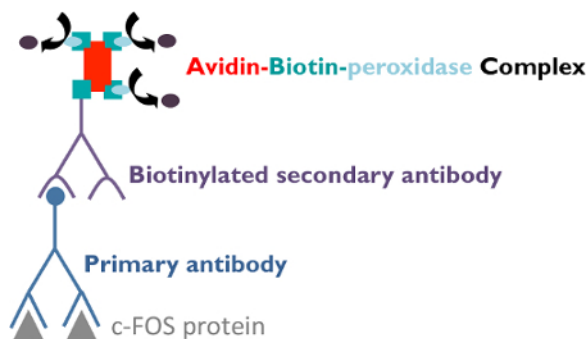 Avidin-Biotin-peroxidase Complex
Biotinylated secondary antibody
Primary antibody
c-FOS protein